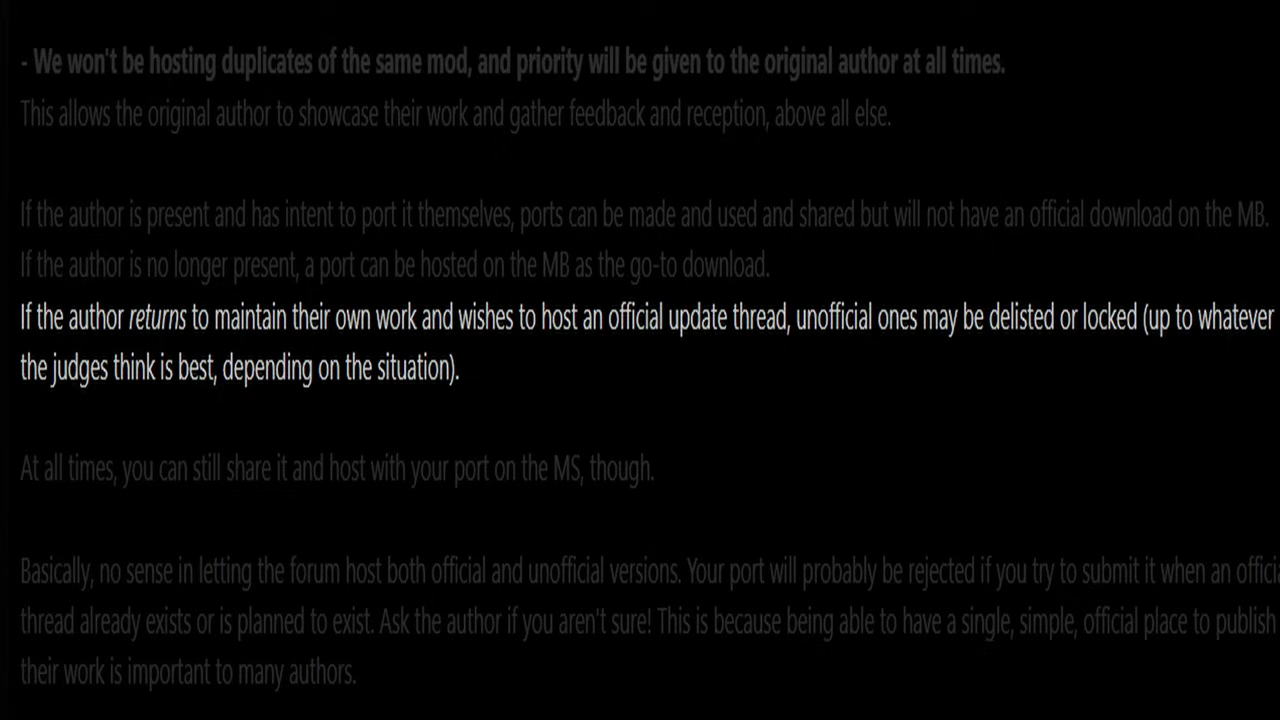 - We won't be hosting duplicates of the same mod, and priority will be given to the original author at all times.
This allows the original author to showcase their work and gather feedback and reception, above all else.
If the author is present and has intent to port it themselves, ports can be made and used and shared but will not have an official download on the MB.
If the author is no longer present, a port can be hosted on the MB as the go-to download.
If the author returns to maintain their own work and wishes to host an official update thread, unofficial ones may be delisted or locked (up to whatever
the judges think is best, depending on the situation).
At all times, you can still share it and host with your port on the MS, though.
Basically, no sense in letting the forum host both official and unofficial versions. Your port will probably be rejected if you try to submit it when an
thread already exists or is planned to exist. Ask the author if you aren't sure! This is because being able to have a single, simple, official place to publish
their work is important to many authors.